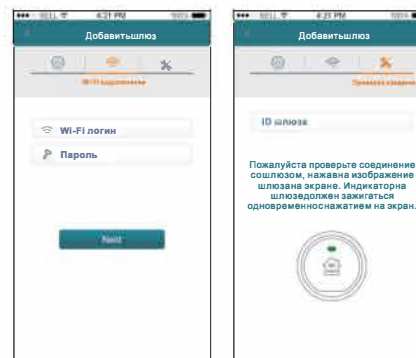 4:21 PM
Добавитьшлюз
Wi-Fi логин
Пароль
Next
4:21 PM
Добавитьшлюз
ID шлюза
Пожалуйста проверьте соединение
сошлюзом, нажавна изображение
шлюзана экране. Индикаторна
шлюзедолжен зажигаться
одновременноснажатием на экран.